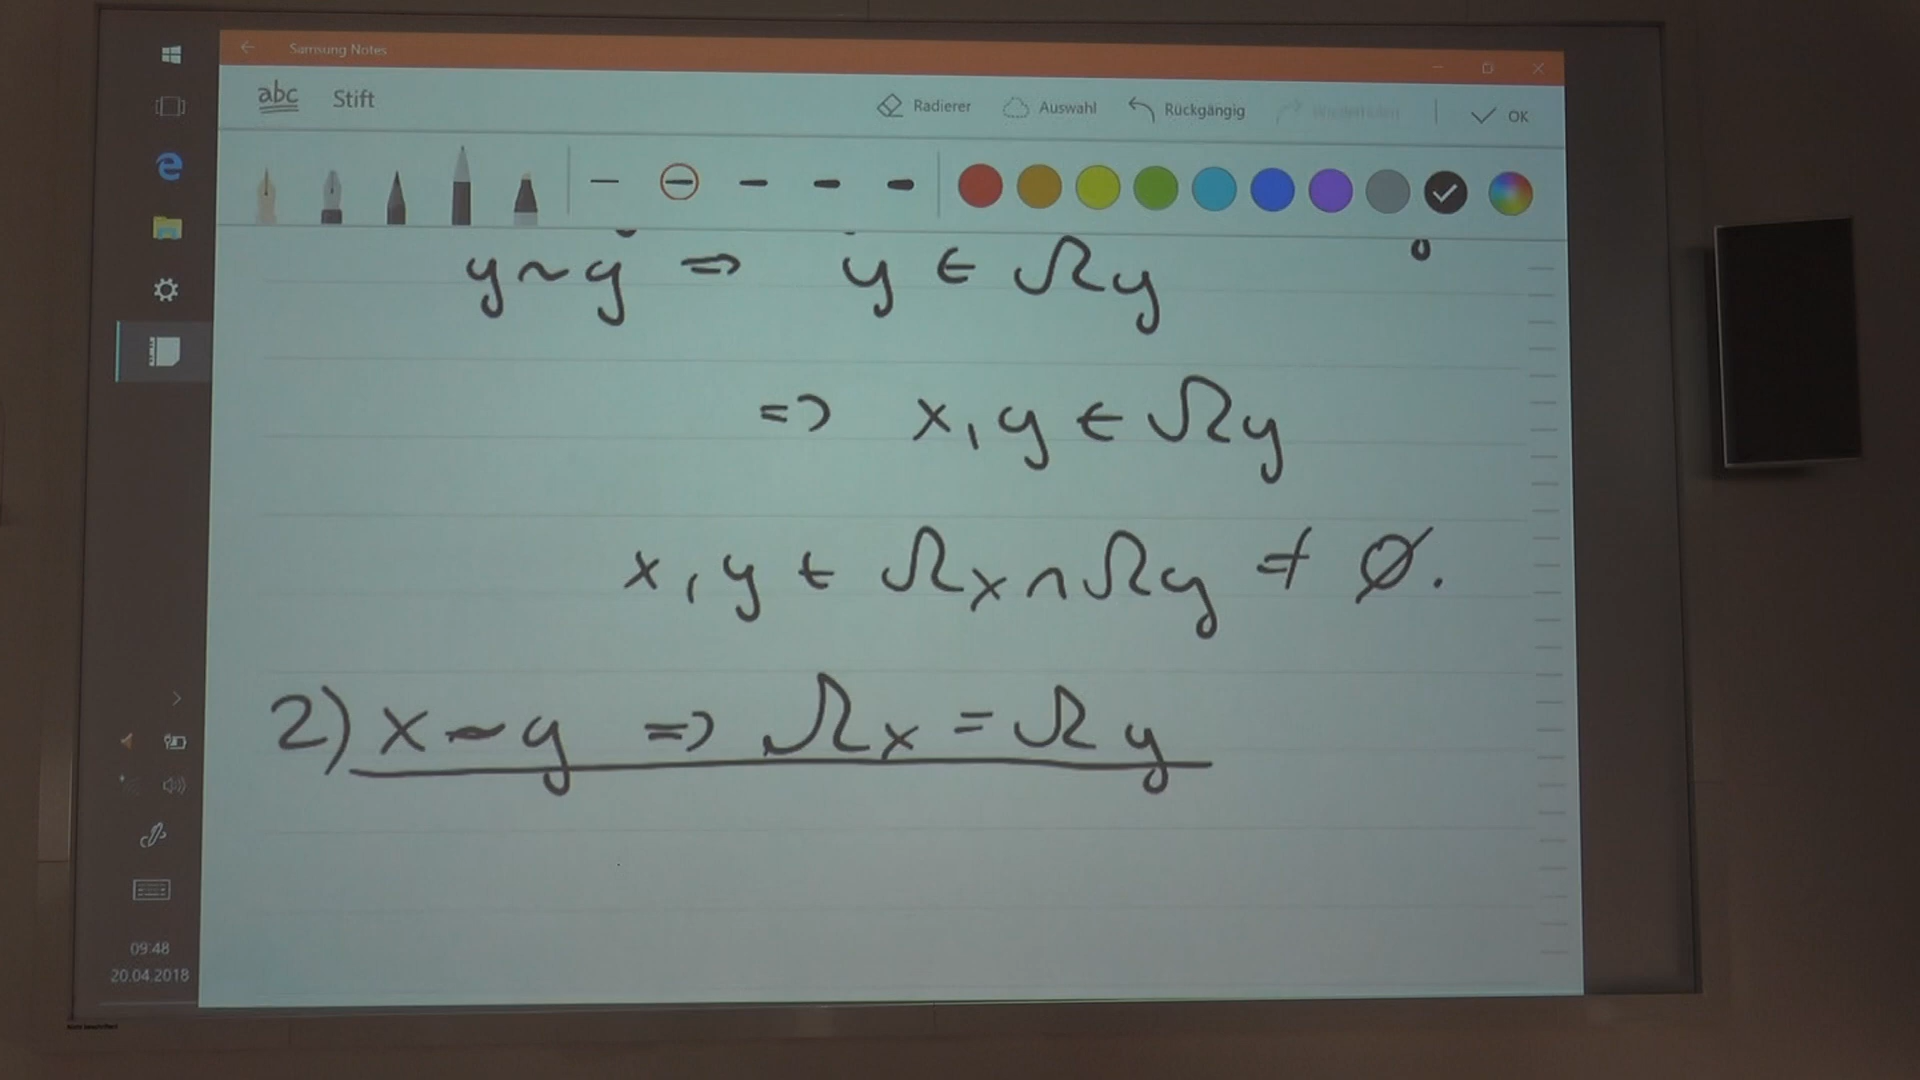 Samsung Notes
abc Stift Radierer Auswahl Rückgängig OK
y ~ y ⇒ y ∈ Ωy
⇒ x, y ∈ Ωy
x, y ∈ Ωx ∩ Ωy ≠ ∅.
2) x ~ y ⇒ Ωx = Ωy
09:48
20.04.2018